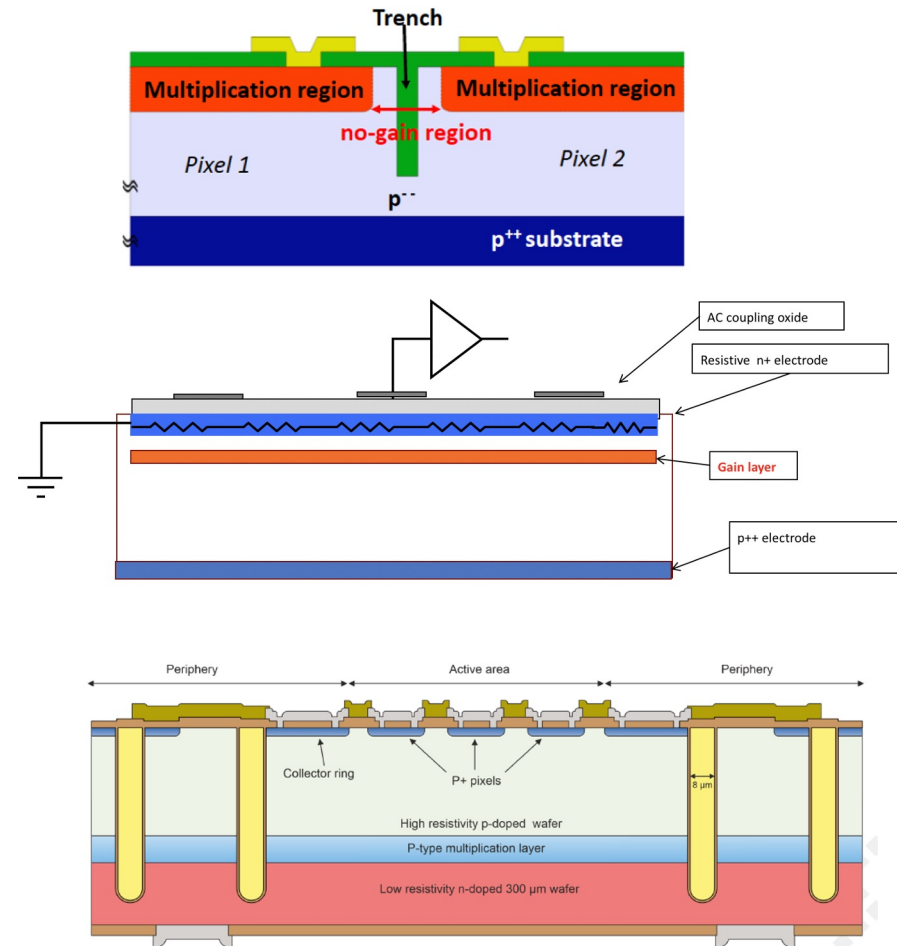 Trench
Multiplication region
Multiplication region
no-gain region
Pixel 1
Pixel 2
p--
p++ substrate
AC coupling oxide
Resistive n+ electrode
Gain layer
p++ electrode
Periphery
Active area
Periphery
Collector ring
P+ pixels
8 µm
High resistivity p-doped wafer
P-type multiplication layer
Low resistivity n-doped 300 µm wafer